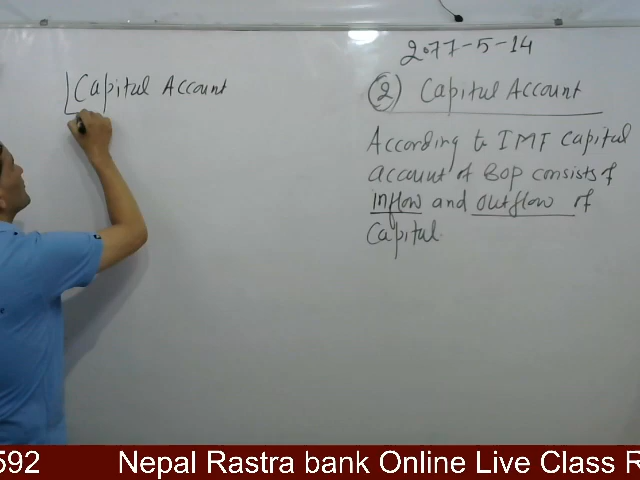 2077-5-14
Capital Account
(2) Capital Account
According to IMF Capital
account of BOP consists of
inflow and outflow of
Capital.
592 Nepal Rastra bank Online Live Class R